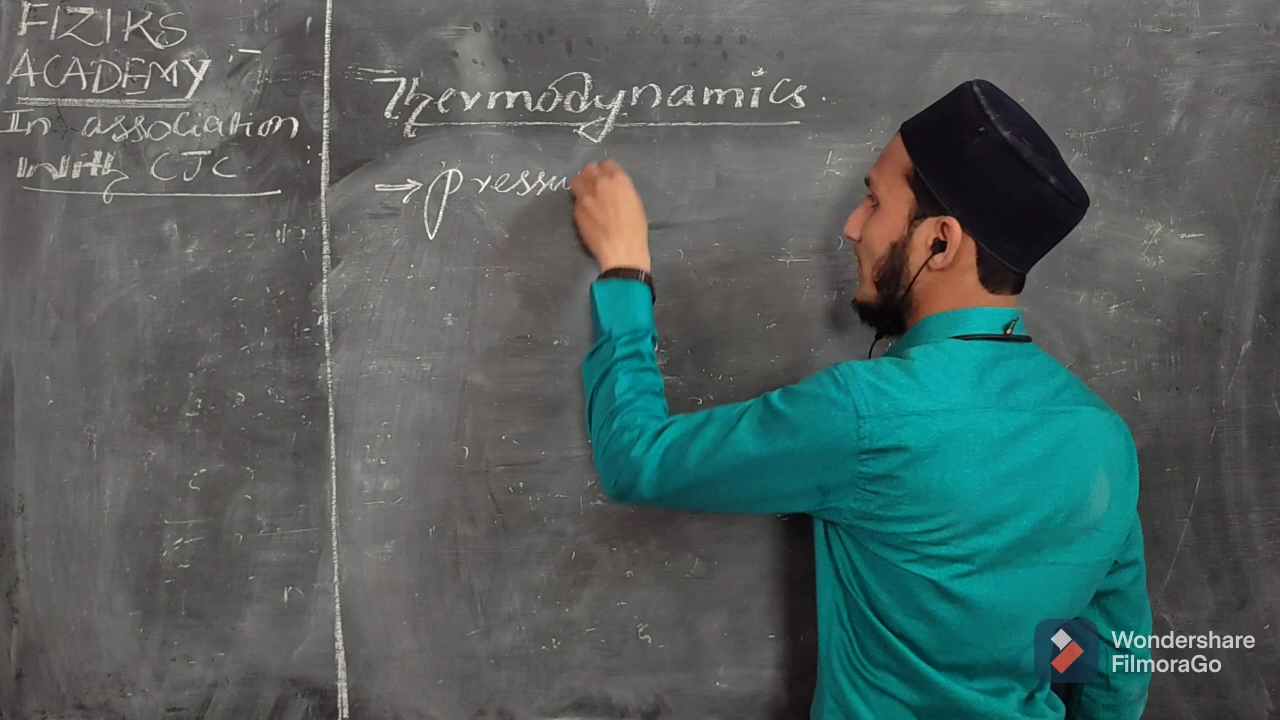 FIZIKS
ACADEMY :-
In association
With CJC
Thermodynamics.
→ pressu
Wondershare
FilmoraGo